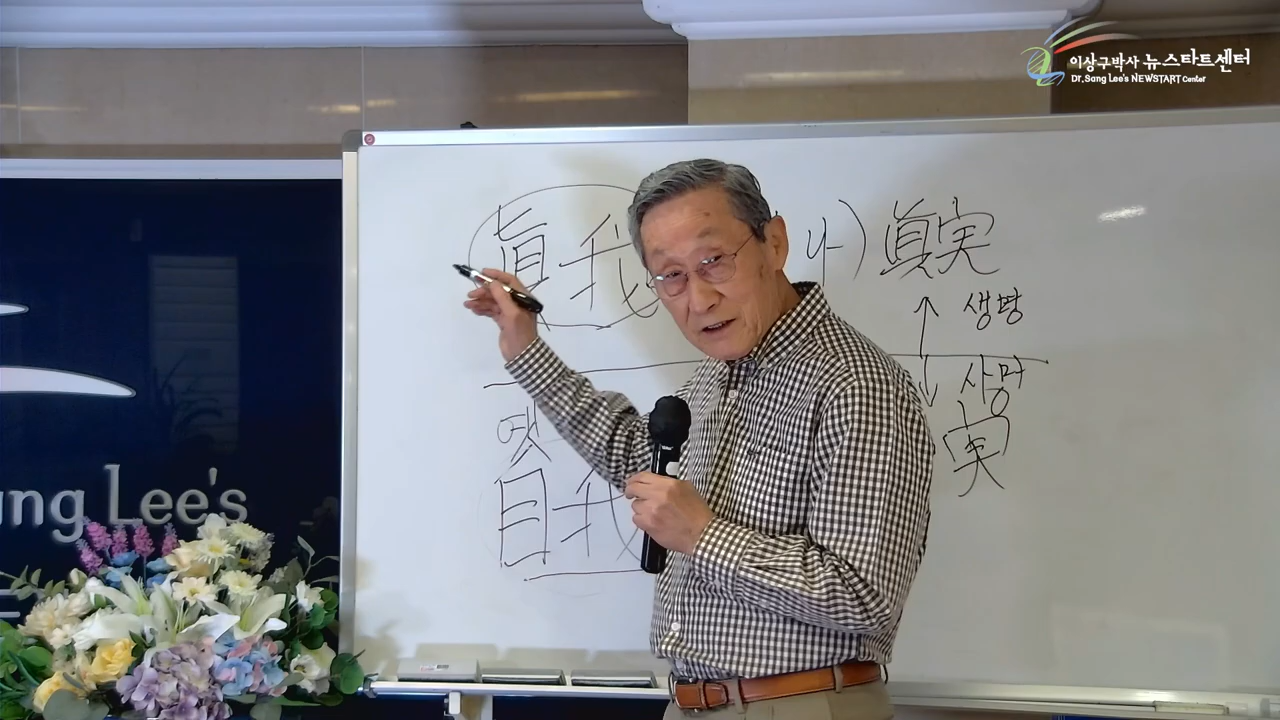 이상구박사 뉴스타트센터
Dr.Sang Lee's NEWSTART Center
眞我 나) 眞実
생명
사망
옛
自我
実
ung Lee's